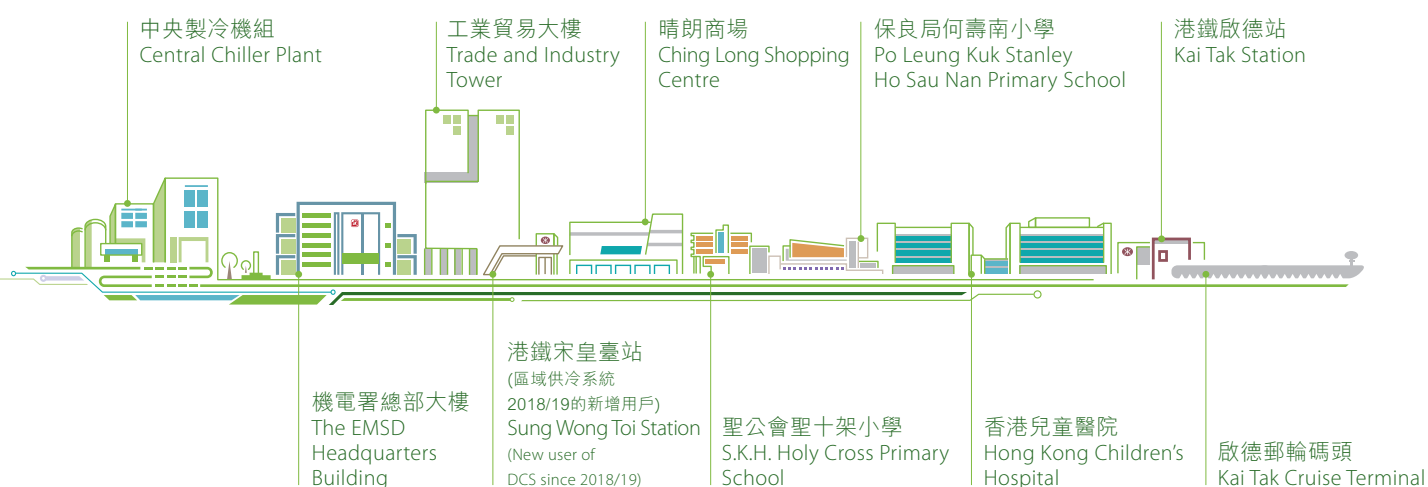 中央製冷機組
Central Chiller Plant
工業貿易大樓
Trade and Industry
Tower
晴朗商場
Ching Long Shopping
Centre
保良局何壽南小學
Po Leung Kuk Stanley
Ho Sau Nan Primary School
港鐵啟德站
Kai Tak Station
機電署總部大樓
The EMSD
Headquarters
Building
港鐵宋皇臺站
(區域供冷系統
2018/19的新增用戶)
Sung Wong Toi Station
(New user of
DCS since 2018/19)
聖公會聖十架小學
S.K.H. Holy Cross Primary
School
香港兒童醫院
Hong Kong Children's
Hospital
啟德郵輪碼頭
Kai Tak Cruise Terminal